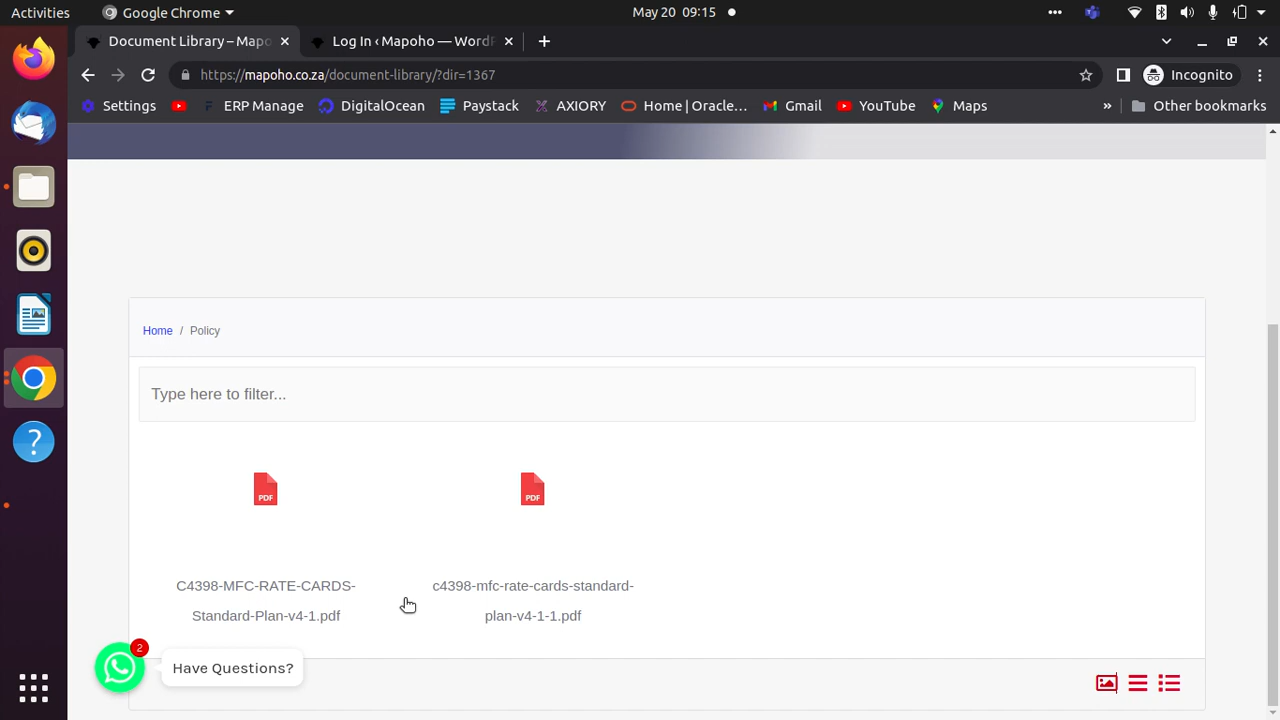 Activities
Google Chrome
May 20 09:15
Document Library – Mapo
Log In ‹ Mapoho — WordP
https://mapoho.co.za/document-library/?dir=1367
Incognito
Settings
ERP Manage
DigitalOcean
Paystack
AXIORY
Home | Oracle…
Gmail
YouTube
Maps
»
Other bookmarks
Home / Policy
Type here to filter...
PDF
PDF
C4398-MFC-RATE-CARDS-
Standard-Plan-v4-1.pdf
c4398-mfc-rate-cards-standard-
plan-v4-1-1.pdf
2
Have Questions?